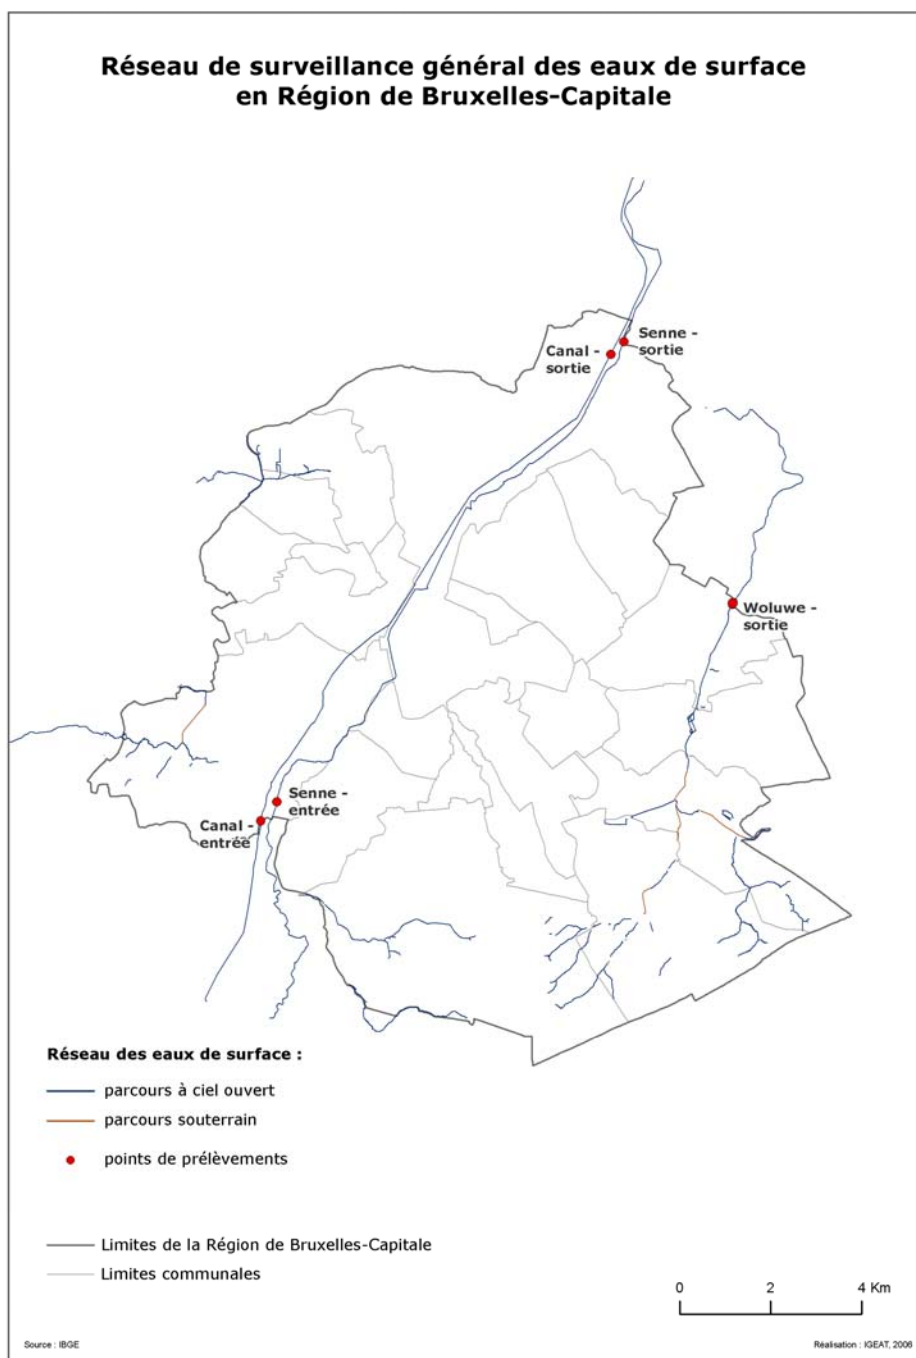 Réseau de surveillance général des eaux de surface
en Région de Bruxelles-Capitale
Senne -
sortie
Canal -
sortie
Woluwe -
sortie
Senne -
entrée
Canal -
entrée
Réseau des eaux de surface :
parcours à ciel ouvert
parcours souterrain
points de prélèvements
Limites de la Région de Bruxelles-Capitale
Limites communales
0 2 4 Km
Source : IBGE
Réalisation : IGEAT, 2006